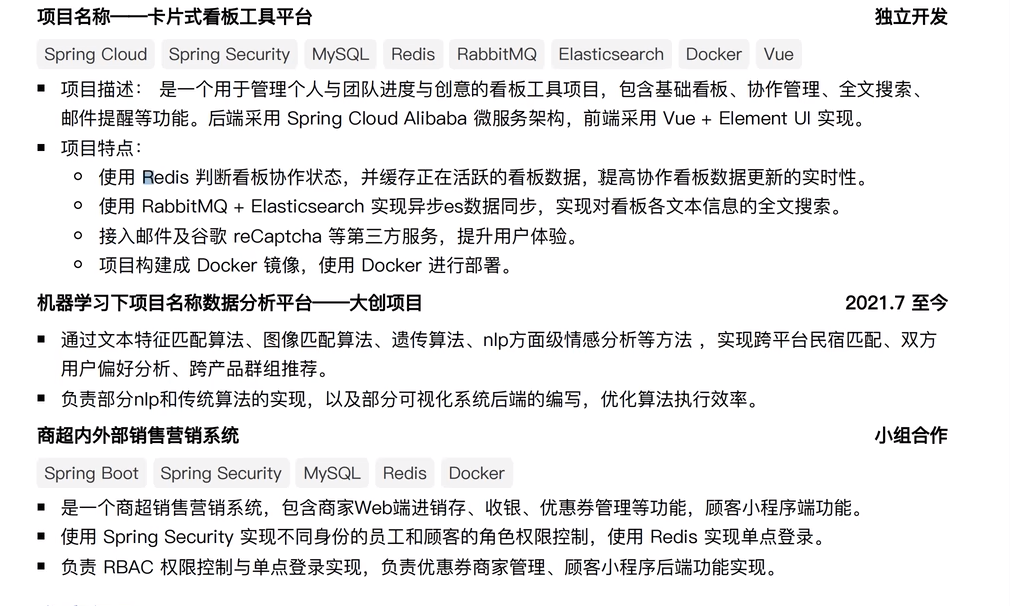 项目名称——卡片式看板工具平台 独立开发
Spring Cloud Spring Security MySQL Redis RabbitMQ Elasticsearch Docker Vue
项目描述： 是一个用于管理个人与团队进度与创意的看板工具项目，包含基础看板、协作管理、全文搜索、
邮件提醒等功能。后端采用 Spring Cloud Alibaba 微服务架构，前端采用 Vue + Element UI 实现。
项目特点：
使用 Redis 判断看板协作状态，并缓存正在活跃的看板数据，提高协作看板数据更新的实时性。
使用 RabbitMQ + Elasticsearch 实现异步es数据同步，实现对看板各文本信息的全文搜索。
接入邮件及谷歌 reCaptcha 等第三方服务，提升用户体验。
项目构建成 Docker 镜像，使用 Docker 进行部署。
机器学习下项目名称数据分析平台——大创项目 2021.7 至今
通过文本特征匹配算法、图像匹配算法、遗传算法、nlp方面级情感分析等方法 ，实现跨平台民宿匹配、双方
用户偏好分析、跨产品群组推荐。
负责部分nlp和传统算法的实现，以及部分可视化系统后端的编写，优化算法执行效率。
商超内外部销售营销系统 小组合作
Spring Boot Spring Security MySQL Redis Docker
是一个商超销售营销系统，包含商家Web端进销存、收银、优惠券管理等功能，顾客小程序端功能。
使用 Spring Security 实现不同身份的员工和顾客的角色权限控制，使用 Redis 实现单点登录。
负责 RBAC 权限控制与单点登录实现，负责优惠券商家管理、顾客小程序后端功能实现。